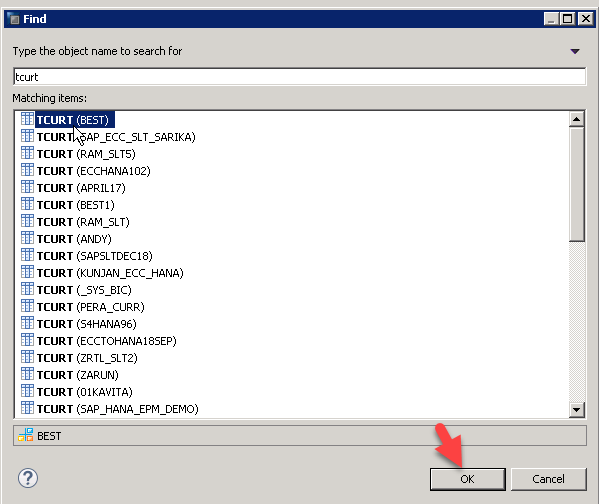 Find
Type the object name to search for
tcurt
Matching items:
TCURT (BEST)
TCURT (SAP_ECC_SLT_SARIKA)
TCURT (RAM_SLT5)
TCURT (ECCHANA102)
TCURT (APRIL17)
TCURT (BEST1)
TCURT (RAM_SLT)
TCURT (ANDY)
TCURT (SAPSLTDEC18)
TCURT (KUNJAN_ECC_HANA)
TCURT (_SYS_BIC)
TCURT (PERA_CURR)
TCURT (S4HANA96)
TCURT (ECCTOHANA18SEP)
TCURT (ZRTL_SLT2)
TCURT (ZARUN)
TCURT (01KAVITA)
TCURT (SAP_HANA_EPM_DEMO)
BEST
? OK Cancel